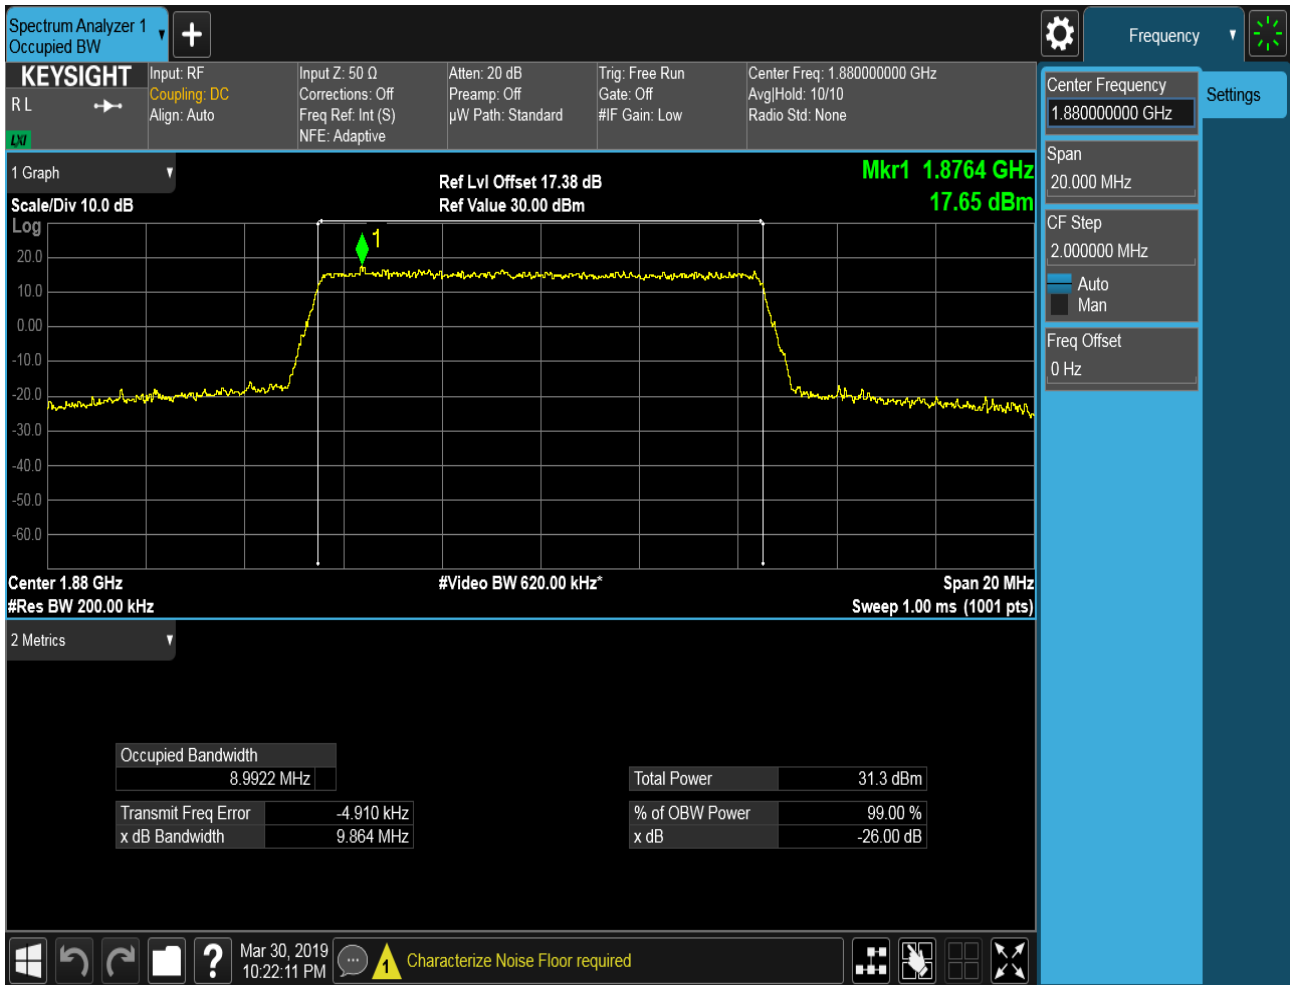 Spectrum Analyzer 1
Occupied BW
Frequency
KEYSIGHT
R L
LXI
Input: RF
Coupling: DC
Align: Auto
Input Z: 50 Ω
Corrections: Off
Freq Ref: Int (S)
NFE: Adaptive
Atten: 20 dB
Preamp: Off
µW Path: Standard
Trig: Free Run
Gate: Off
#IF Gain: Low
Center Freq: 1.880000000 GHz
Avg|Hold: 10/10
Radio Std: None
Center Frequency
1.880000000 GHz
Settings
Span
20.000 MHz
CF Step
2.000000 MHz
Auto
Man
Freq Offset
0 Hz
1 Graph
Scale/Div 10.0 dB
Log
Ref Lvl Offset 17.38 dB
Ref Value 30.00 dBm
Mkr1 1.8764 GHz
17.65 dBm
1
20.0
10.0
0.00
-10.0
-20.0
-30.0
-40.0
-50.0
-60.0
Center 1.88 GHz
#Res BW 200.00 kHz
#Video BW 620.00 kHz*
Span 20 MHz
Sweep 1.00 ms (1001 pts)
2 Metrics
Occupied Bandwidth
8.9922 MHz
Transmit Freq Error -4.910 kHz
x dB Bandwidth 9.864 MHz
Total Power 31.3 dBm
% of OBW Power 99.00 %
x dB -26.00 dB
?
Mar 30, 2019
10:22:11 PM
1
Characterize Noise Floor required